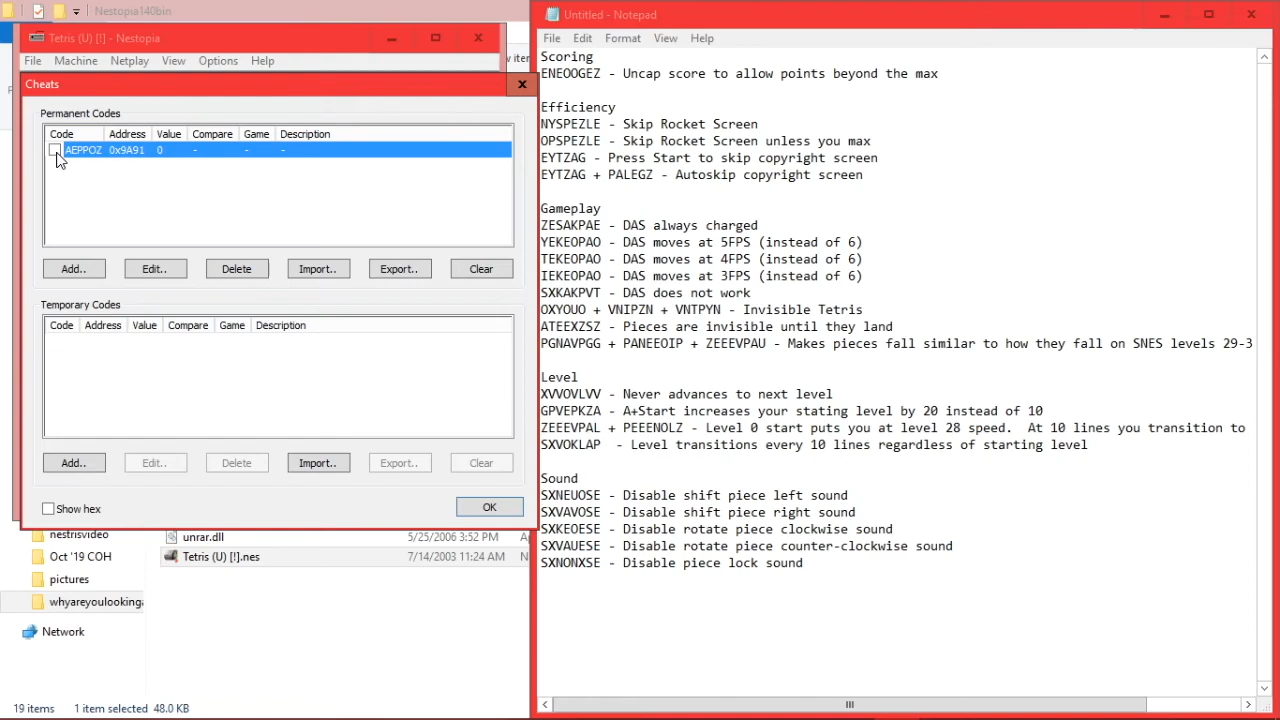 Nestopia140bin
Tetris (U) [!] - Nestopia
File Machine Netplay View Options Help
Cheats
Permanent Codes
Code Address Value Compare Game Description
AEPPOZ 0x9A91 0 - - -
Add.. Edit.. Delete Import.. Export.. Clear
Temporary Codes
Code Address Value Compare Game Description
Add.. Edit.. Delete Import.. Export.. Clear
Show hex
OK
nestrisvideo
Oct '19 COH
pictures
whyareyoulooking
Network
unrar.dll 5/25/2006 3:52 PM
Tetris (U) [!].nes 7/14/2003 11:24 AM
19 items 1 item selected 48.0 KB
Untitled - Notepad
File Edit Format View Help
Scoring
ENEOOGEZ - Uncap score to allow points beyond the max
Efficiency
NYSPEZLE - Skip Rocket Screen
OPSPEZLE - Skip Rocket Screen unless you max
EYTZAG - Press Start to skip copyright screen
EYTZAG + PALEGZ - Autoskip copyright screen
Gameplay
ZESAKPAE - DAS always charged
YEKEOPAO - DAS moves at 5FPS (instead of 6)
TEKEOPAO - DAS moves at 4FPS (instead of 6)
IEKEOPAO - DAS moves at 3FPS (instead of 6)
SXKAKPVT - DAS does not work
OXYOUO + VNIPZN + VNTPYN - Invisible Tetris
ATEEXZSZ - Pieces are invisible until they land
PGNAVPGG + PANEEOIP + ZEEEVPAU - Makes pieces fall similar to how they fall on SNES levels 29-3
Level
XVVOVLVV - Never advances to next level
GPVEPKZA - A+Start increases your stating level by 20 instead of 10
ZEEEVPAL + PEEENOLZ - Level 0 start puts you at level 28 speed.  At 10 lines you transition to
SXVOKLAP  - Level transitions every 10 lines regardless of starting level
Sound
SXNEUOSE - Disable shift piece left sound
SXVAVOSE - Disable shift piece right sound
SXKEOESE - Disable rotate piece clockwise sound
SXVAUESE - Disable rotate piece counter-clockwise sound
SXNONXSE - Disable piece lock sound